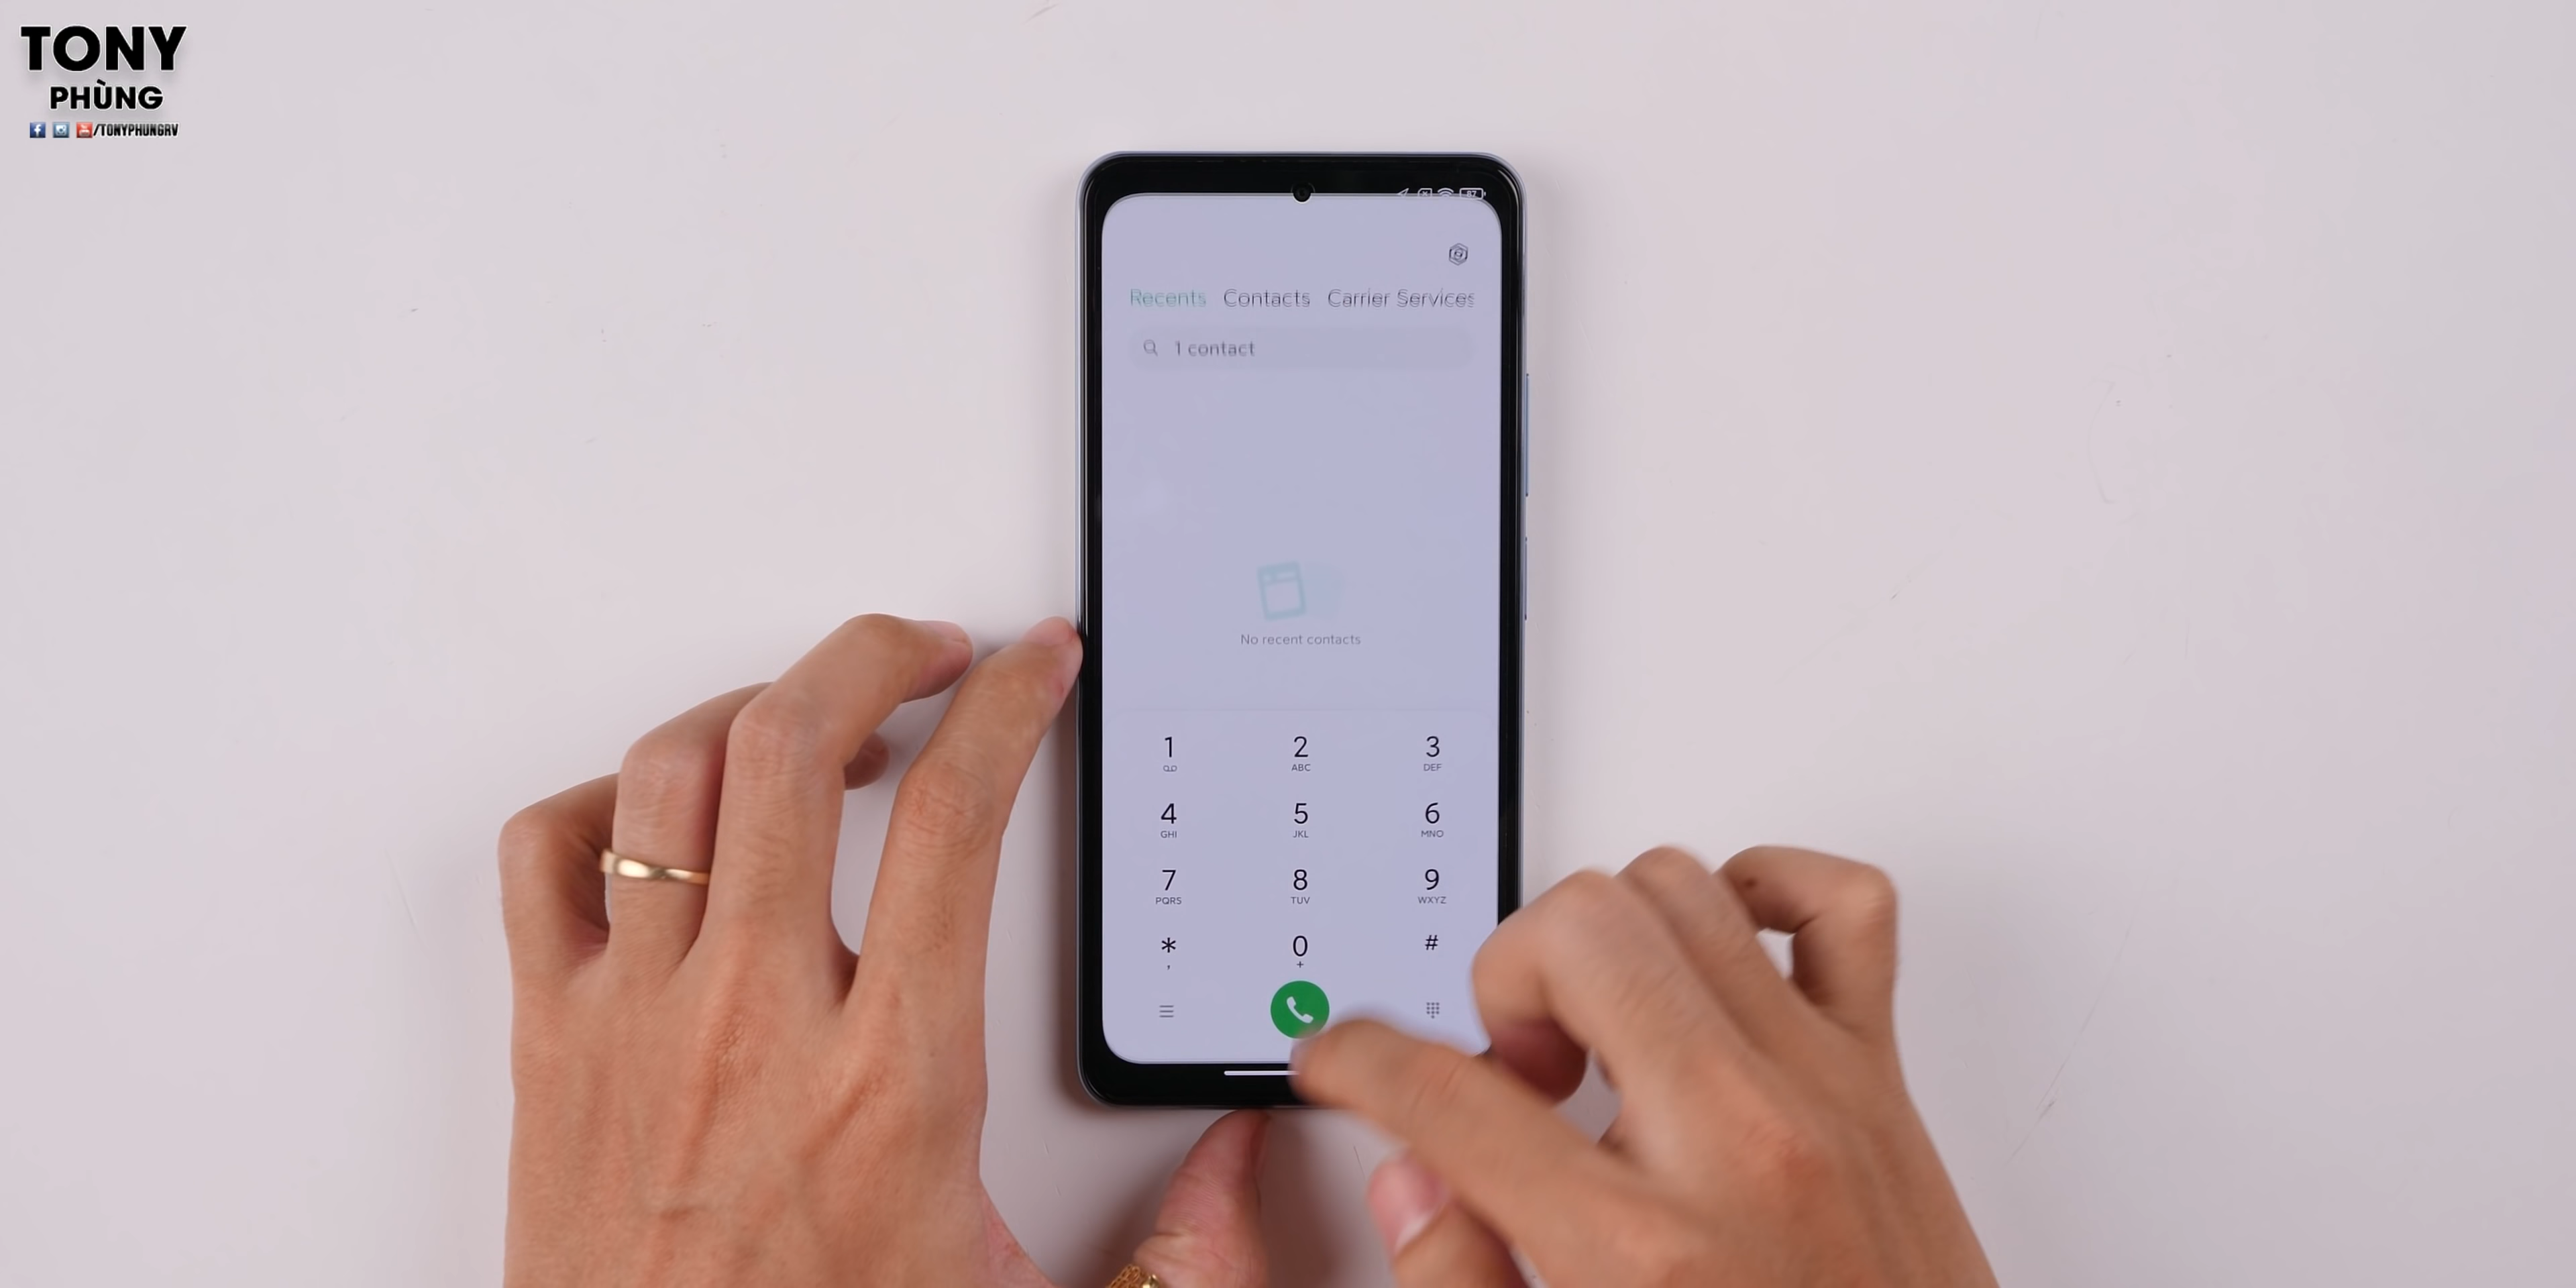 TONY
PHÙNG
/TONYPHUNGRV
87
Recents Contacts Carrier Services
1 contact
No recent contacts
1 2 3
ABC DEF
4 5 6
GHI JKL MNO
7 8 9
PQRS TUV WXYZ
* 0 #
, +